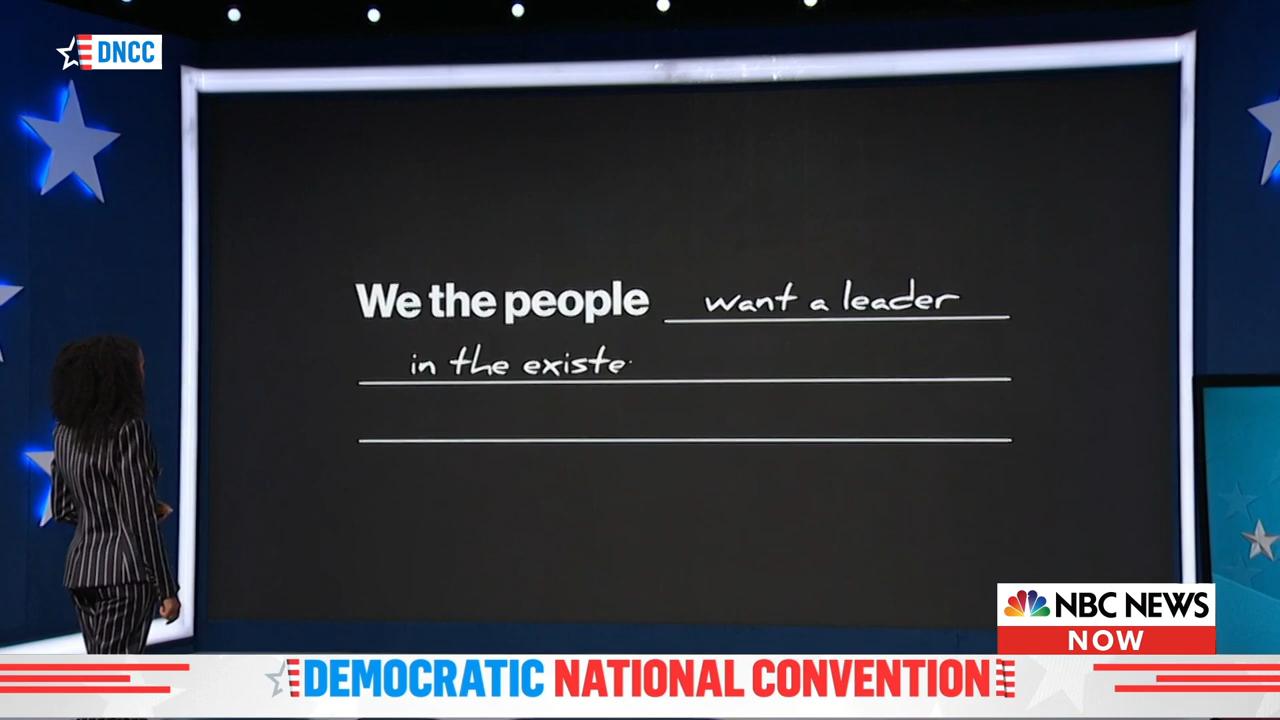 DNCC
We the people want a leader
in the existe
NBC NEWS
NOW
DEMOCRATIC NATIONAL CONVENTION